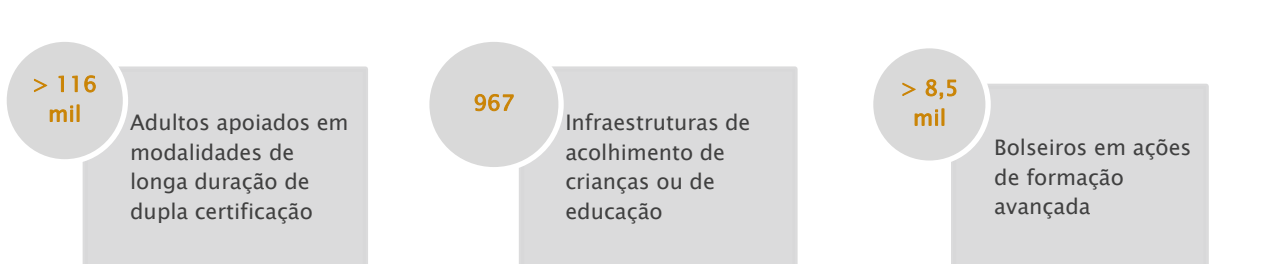 > 116
mil
Adultos apoiados em
modalidades de
longa duração de
dupla certificação
967
Infraestruturas de
acolhimento de
crianças ou de
educação
> 8,5
mil
Bolseiros em ações
de formação
avançada